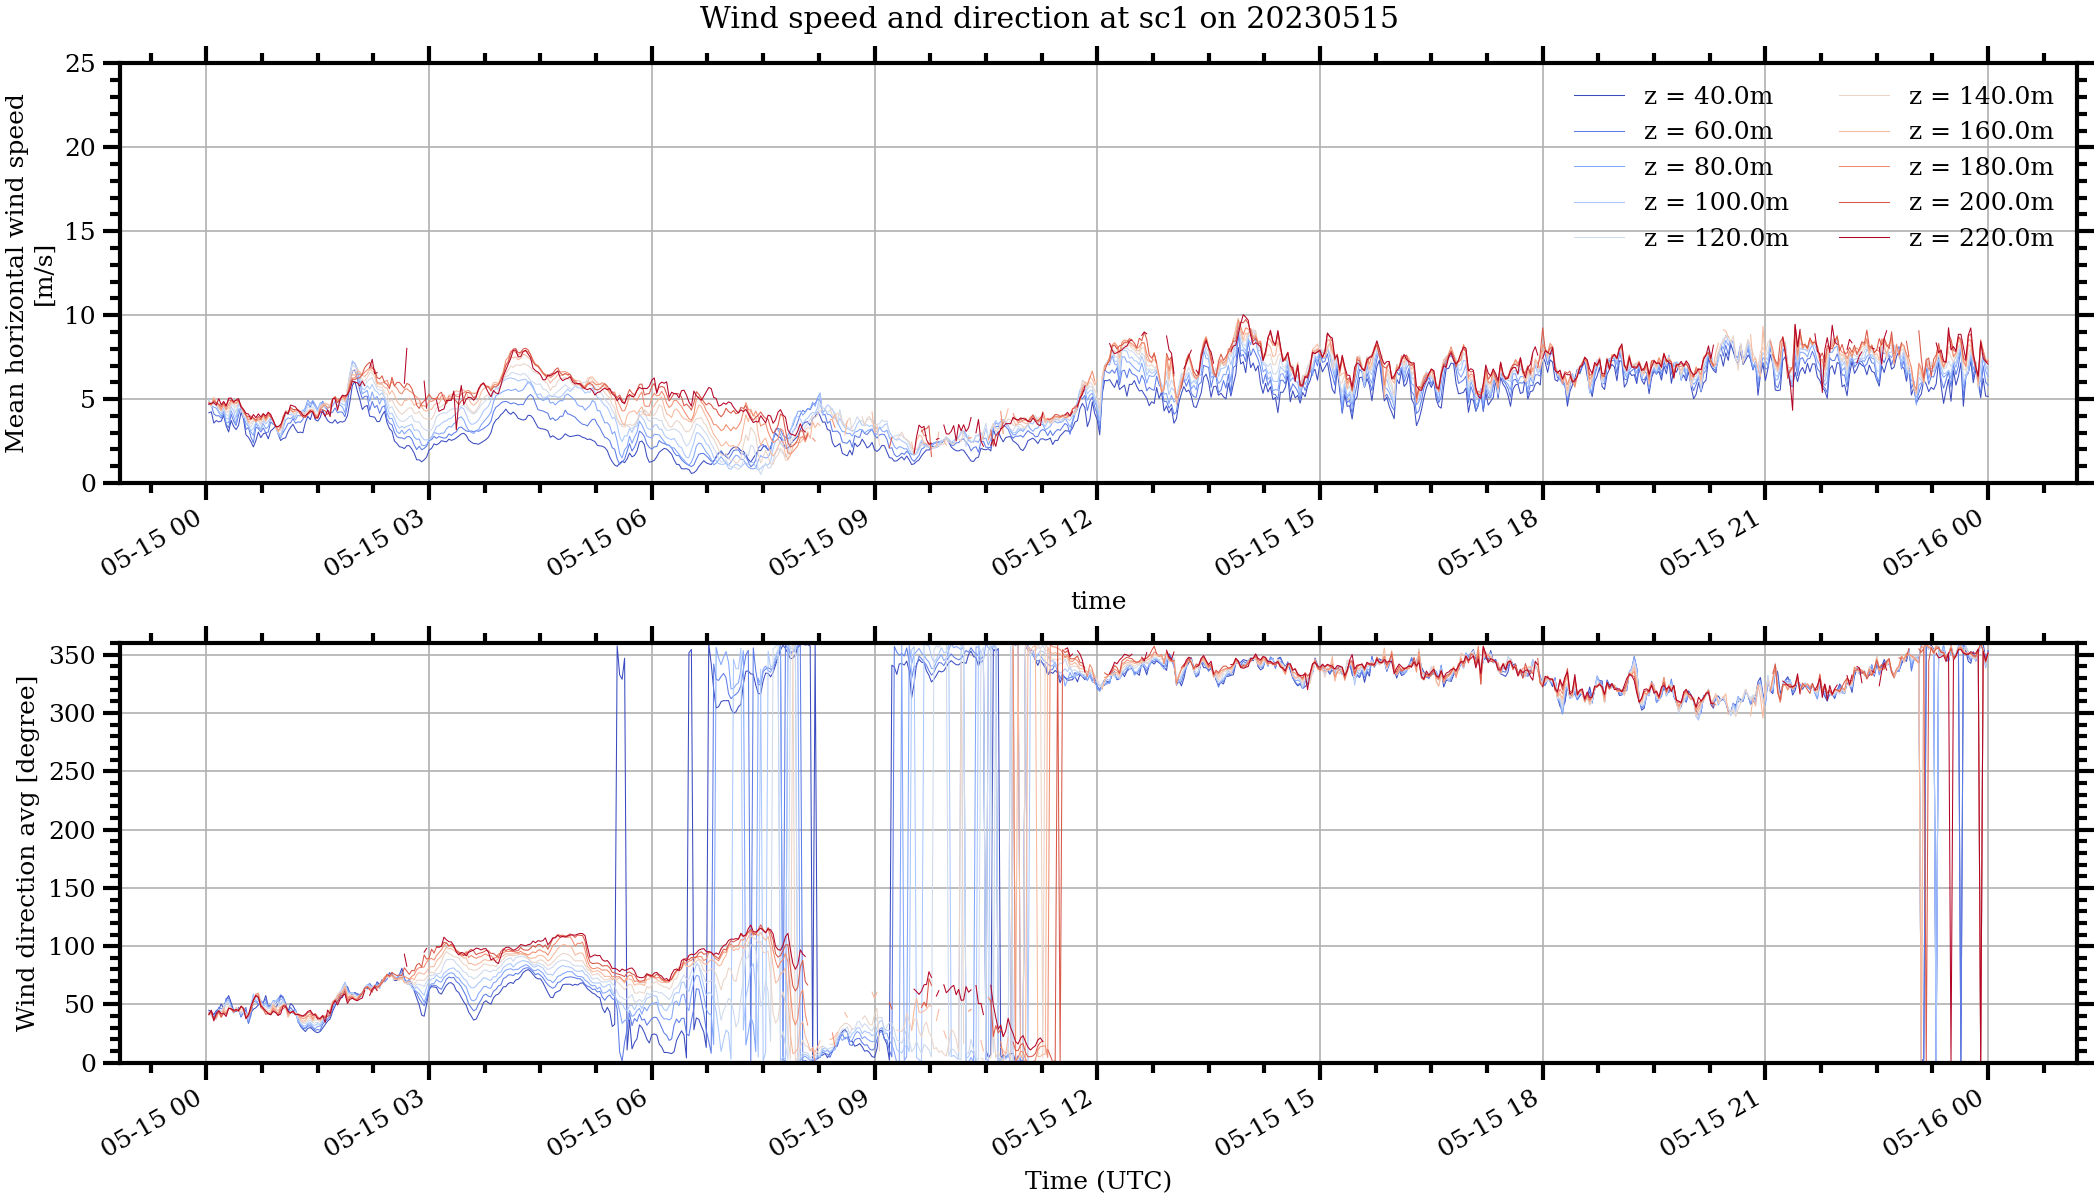 Wind speed and direction at sc1 on 20230515
Mean horizontal wind speed
[m/s]
25
20
15
10
5
0
z = 40.0m
z = 60.0m
z = 80.0m
z = 100.0m
z = 120.0m
z = 140.0m
z = 160.0m
z = 180.0m
z = 200.0m
z = 220.0m
05-15 00
05-15 03
05-15 06
05-15 09
05-15 12
05-15 15
05-15 18
05-15 21
05-16 00
time
Wind direction avg [degree]
350
300
250
200
150
100
50
0
05-15 00
05-15 03
05-15 06
05-15 09
05-15 12
05-15 15
05-15 18
05-15 21
05-16 00
Time (UTC)